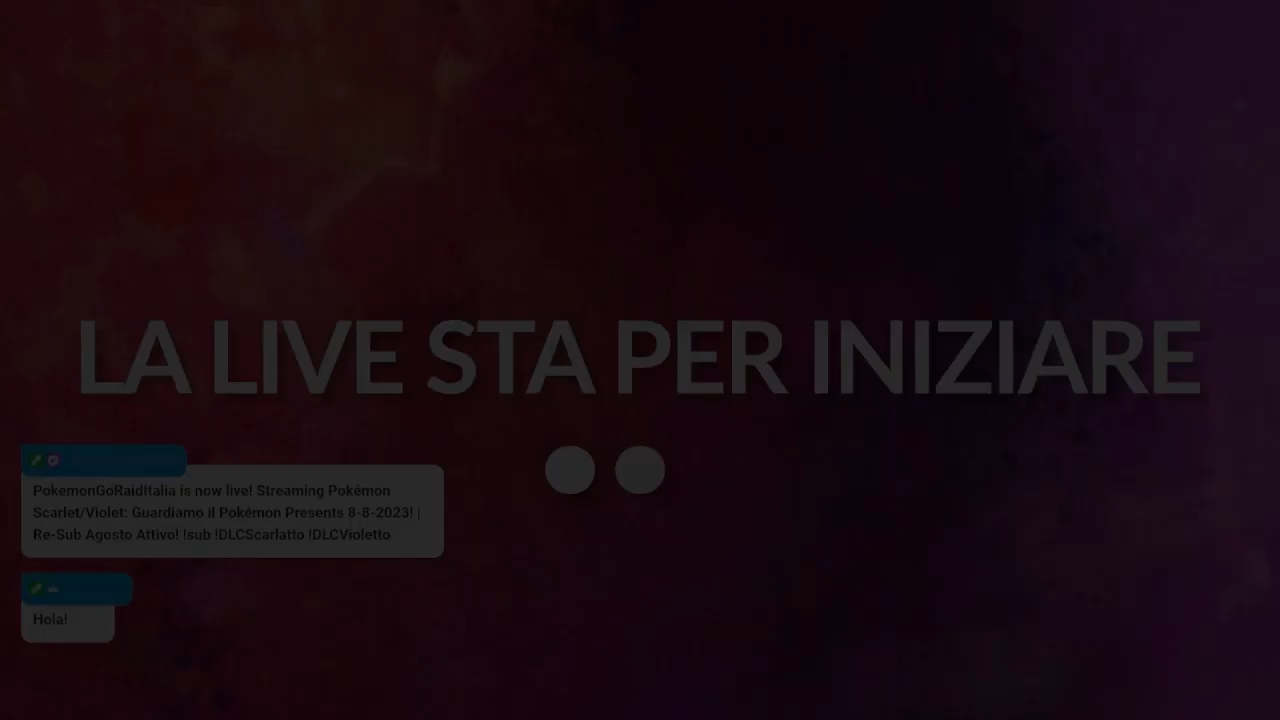 LA LIVE STA PER INIZIARE
PokemonGoRaidItalia is now live! Streaming Pokémon
Scarlet/Violet: Guardiamo il Pokémon Presents 8-8-2023! |
Re-Sub Agosto Attivo! !sub !DLCScarlatto !DLCVioletto
Hola!